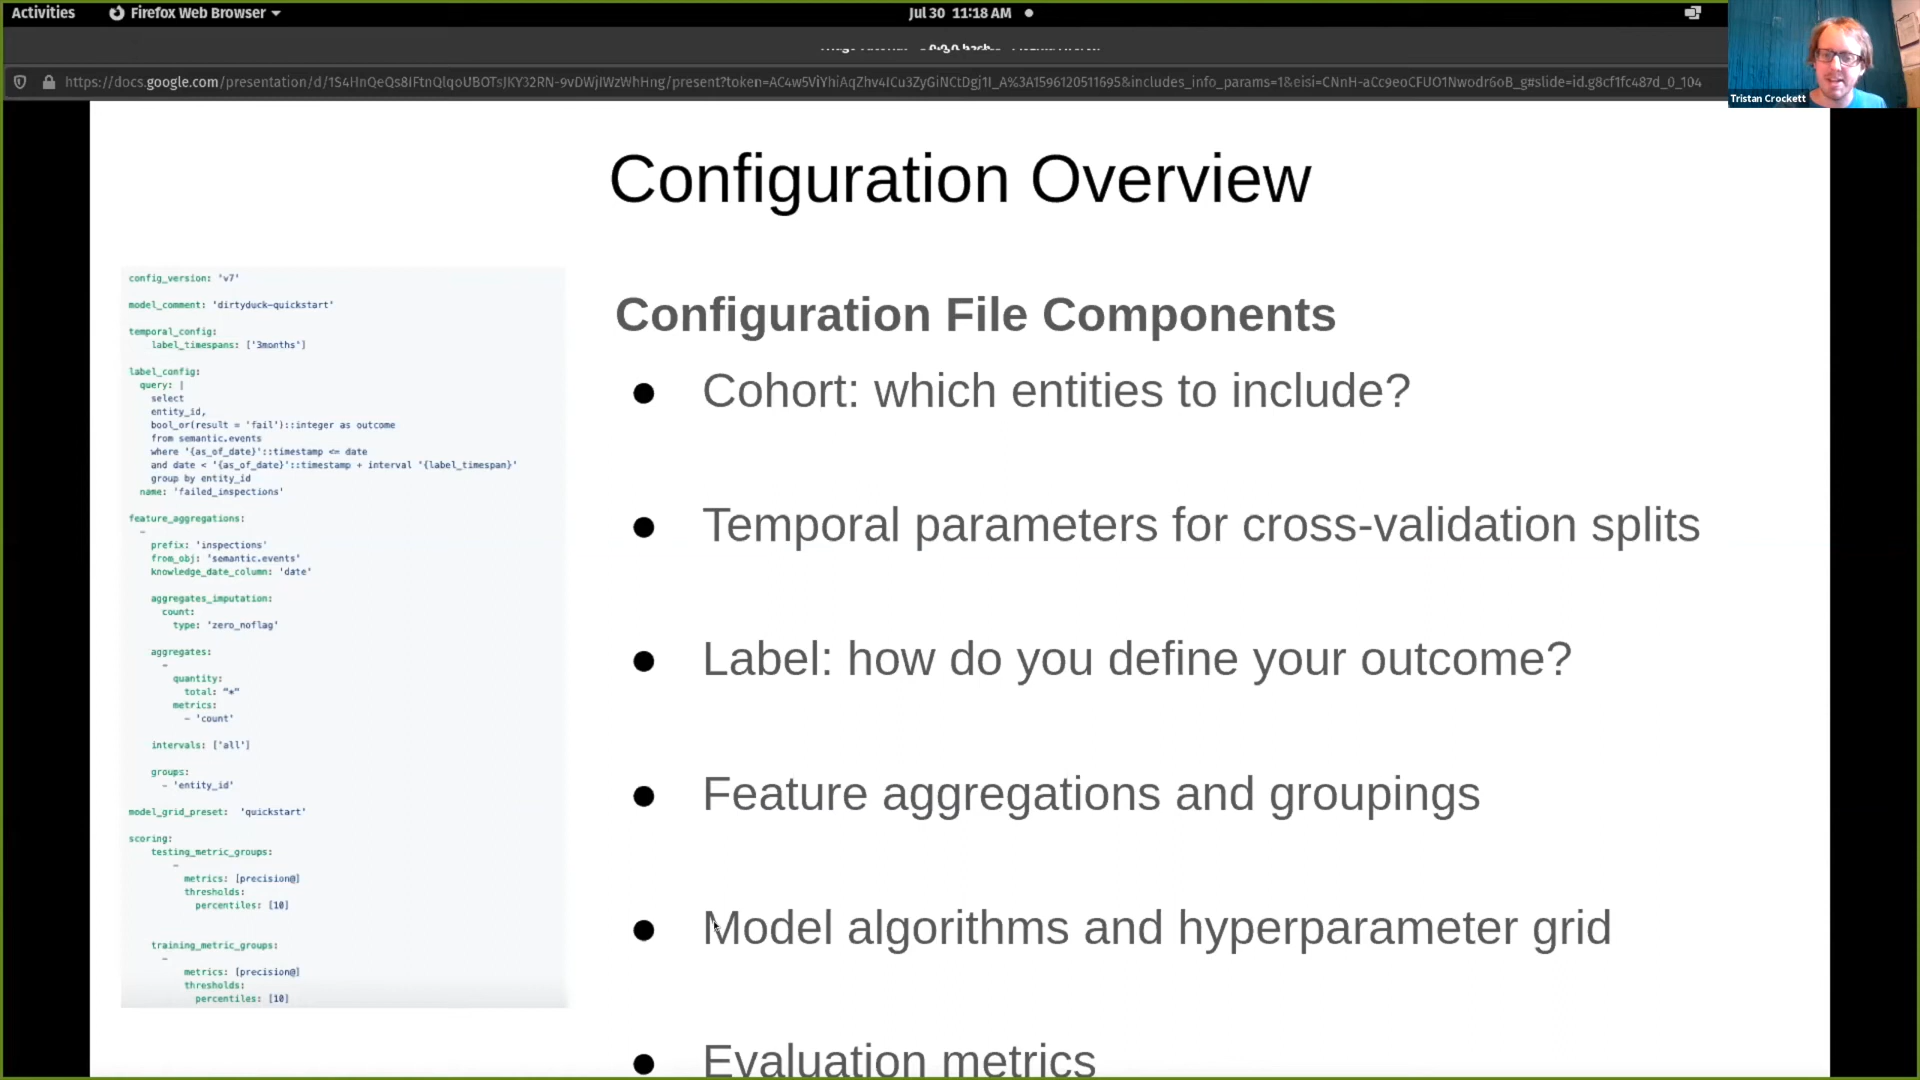 Activities
Firefox Web Browser
Jul 30 11:18 AM
Tristan Crockett
Configuration Overview
config_version: 'v7'
model_comment: 'dirtyduck-quickstart'
temporal_config:
label_timespans: ['3months']
label_config:
query: |
select
entity_id,
bool_or(result = 'fail')::integer as outcome
from semantic.events
where '{as_of_date}'::timestamp <= date
and date < '{as_of_date}'::timestamp + interval '{label_timespan}'
group by entity_id
name: 'failed_inspections'
feature_aggregations:
-
prefix: 'inspections'
from_obj: 'semantic.events'
knowledge_date_column: 'date'
aggregates_imputation:
count:
type: 'zero_noflag'
aggregates:
-
quantity:
total: "*"
metrics:
- 'count'
intervals: ['all']
groups:
- 'entity_id'
model_grid_preset: 'quickstart'
scoring:
testing_metric_groups:
-
metrics: [precision@]
thresholds:
percentiles: [10]
training_metric_groups:
-
metrics: [precision@]
thresholds:
percentiles: [10]
Configuration File Components
● Cohort: which entities to include?
● Temporal parameters for cross-validation splits
● Label: how do you define your outcome?
● Feature aggregations and groupings
● Model algorithms and hyperparameter grid
● Evaluation metrics